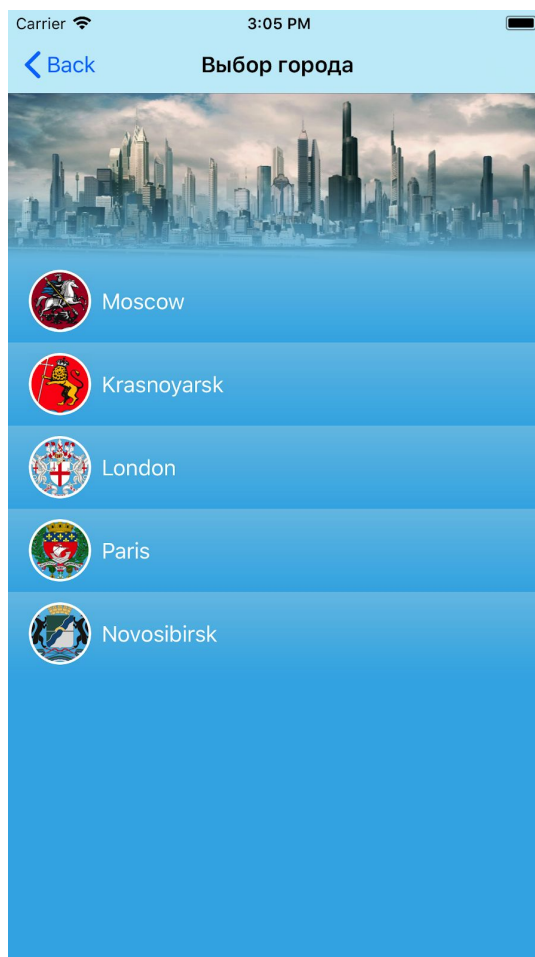 Carrier 3:05 PM
Back Выбор города
Moscow
Krasnoyarsk
London
Paris
Novosibirsk